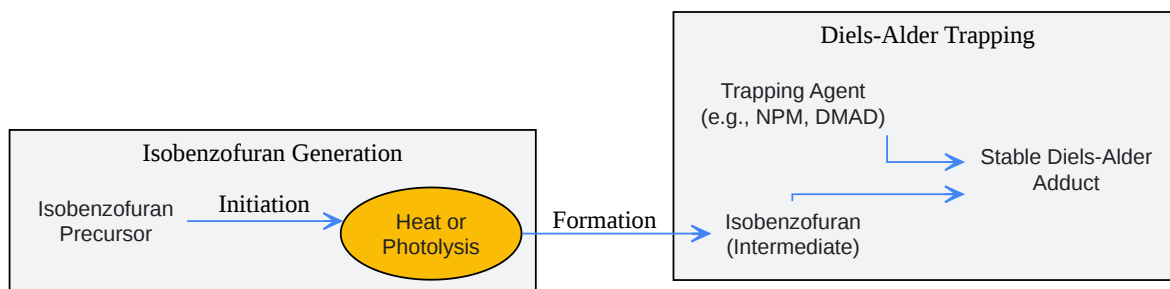 Isobenzofuran Generation
Isobenzofuran
Precursor
Initiation
Heat or
Photolysis
Formation
Diels-Alder Trapping
Trapping Agent
(e.g., NPM, DMAD)
Isobenzofuran
(Intermediate)
Stable Diels-Alder
Adduct